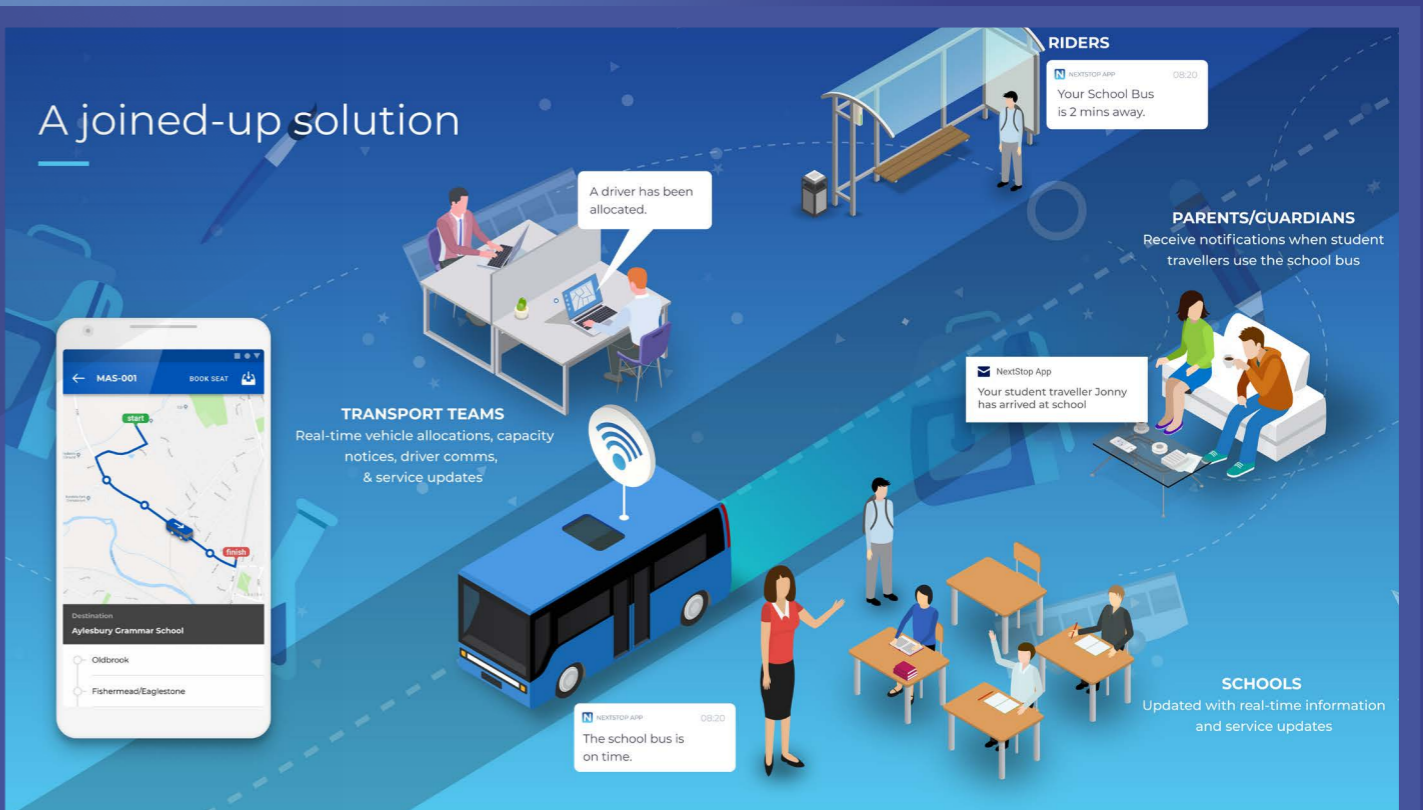 A joined-up solution
RIDERS
NEXTSTOP APP 08:20
Your School Bus
is 2 mins away.
A driver has been
allocated.
PARENTS/GUARDIANS
Receive notifications when student
travellers use the school bus
NextStop App
Your student traveller Jonny
has arrived at school
MAS-001 BOOK SEAT
start
finish
Destination
Aylesbury Grammar School
Oldbrook
Fishermead/Eaglestone
TRANSPORT TEAMS
Real-time vehicle allocations, capacity
notices, driver comms,
& service updates
NEXTSTOP APP 08:20
The school bus is
on time.
SCHOOLS
Updated with real-time information
and service updates